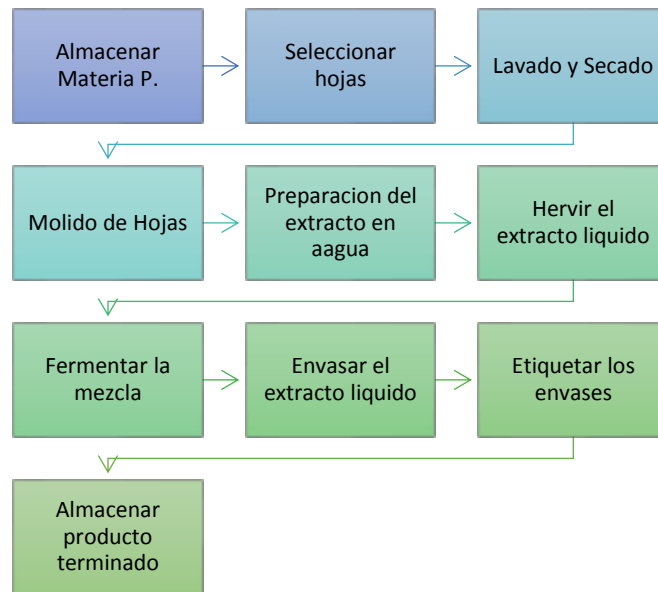 Almacenar
Materia P.
Seleccionar
hojas
Lavado y Secado
Molido de Hojas
Preparacion del
extracto en
aagua
Hervir el
extracto liquido
Fermentar la
mezcla
Envasar el
extracto liquido
Etiquetar los
envases
Almacenar
producto
terminado